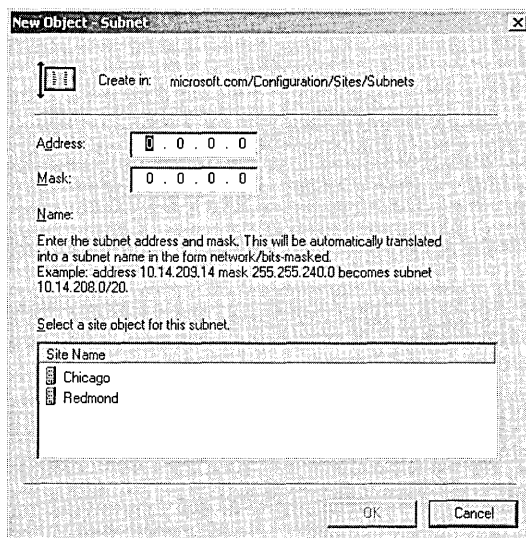 New Object - Subnet
Create in: microsoft.com/Configuration/Sites/Subnets
Address: 0 . 0 . 0 . 0
Mask: 0 . 0 . 0 . 0
Name:
Enter the subnet address and mask. This will be automatically translated
into a subnet name in the form network/bits-masked.
Example: address 10.14.209.14 mask 255.255.240.0 becomes subnet
10.14.208.0/20.
Select a site object for this subnet.
Site Name
Chicago
Redmond
OK Cancel